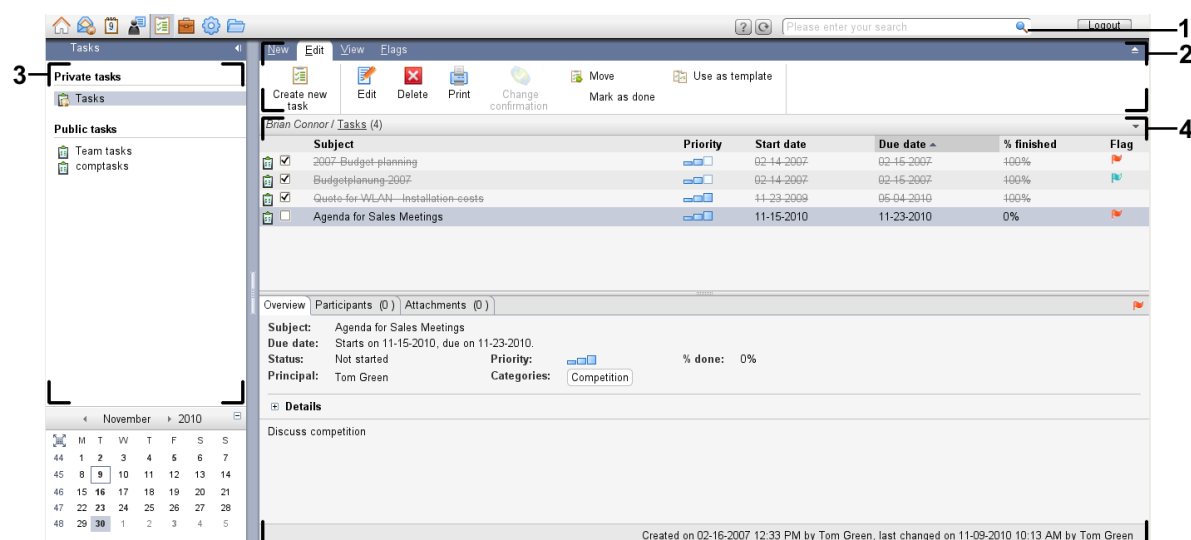 9
?
Please enter your search
Logout
1
Tasks
New Edit View Flags
2
3
Private tasks
Tasks
Public tasks
Team tasks
comptasks
Create new task
Edit
Delete
Print
Change confirmation
Move
Mark as done
Use as template
Brian Connor / Tasks (4)
4
Subject Priority Start date Due date % finished Flag
2007 Budget planning 02-14-2007 02-15-2007 100%
Budgetplanung 2007 02-14-2007 02-15-2007 100%
Quote for WLAN - Installation costs 11-23-2009 05-04-2010 100%
Agenda for Sales Meetings 11-15-2010 11-23-2010 0%
Overview Participants (0) Attachments (0)
Subject: Agenda for Sales Meetings
Due date: Starts on 11-15-2010, due on 11-23-2010.
Status: Not started Priority: % done: 0%
Principal: Tom Green Categories: Competition
Details
Discuss competition
November 2010
M T W T F S S
44 1 2 3 4 5 6 7
45 8 9 10 11 12 13 14
46 15 16 17 18 19 20 21
47 22 23 24 25 26 27 28
48 29 30 1 2 3 4 5
Created on 02-16-2007 12:33 PM by Tom Green, last changed on 11-09-2010 10:13 AM by Tom Green